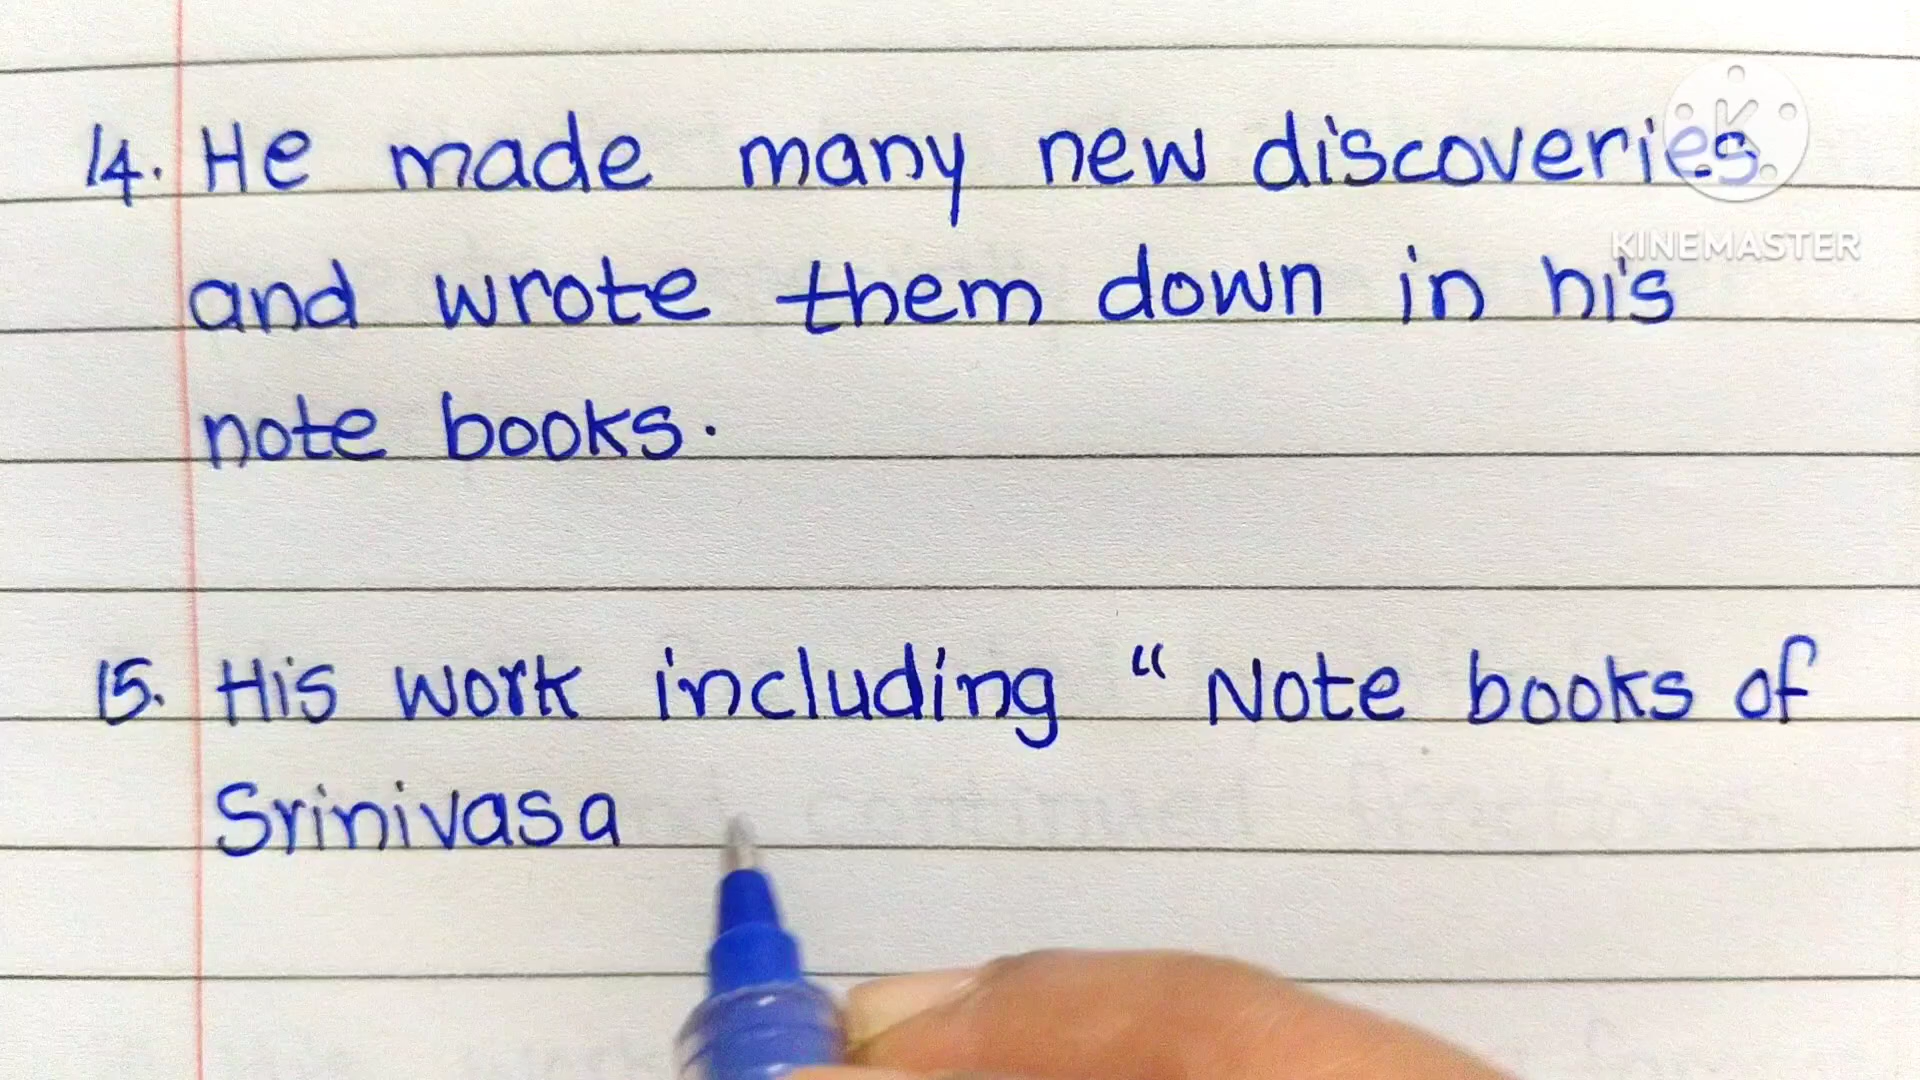 14. He made many new discoveries
KINEMASTER
and wrote them down in his
note books.
15. His work including " Note books of
Srinivasa